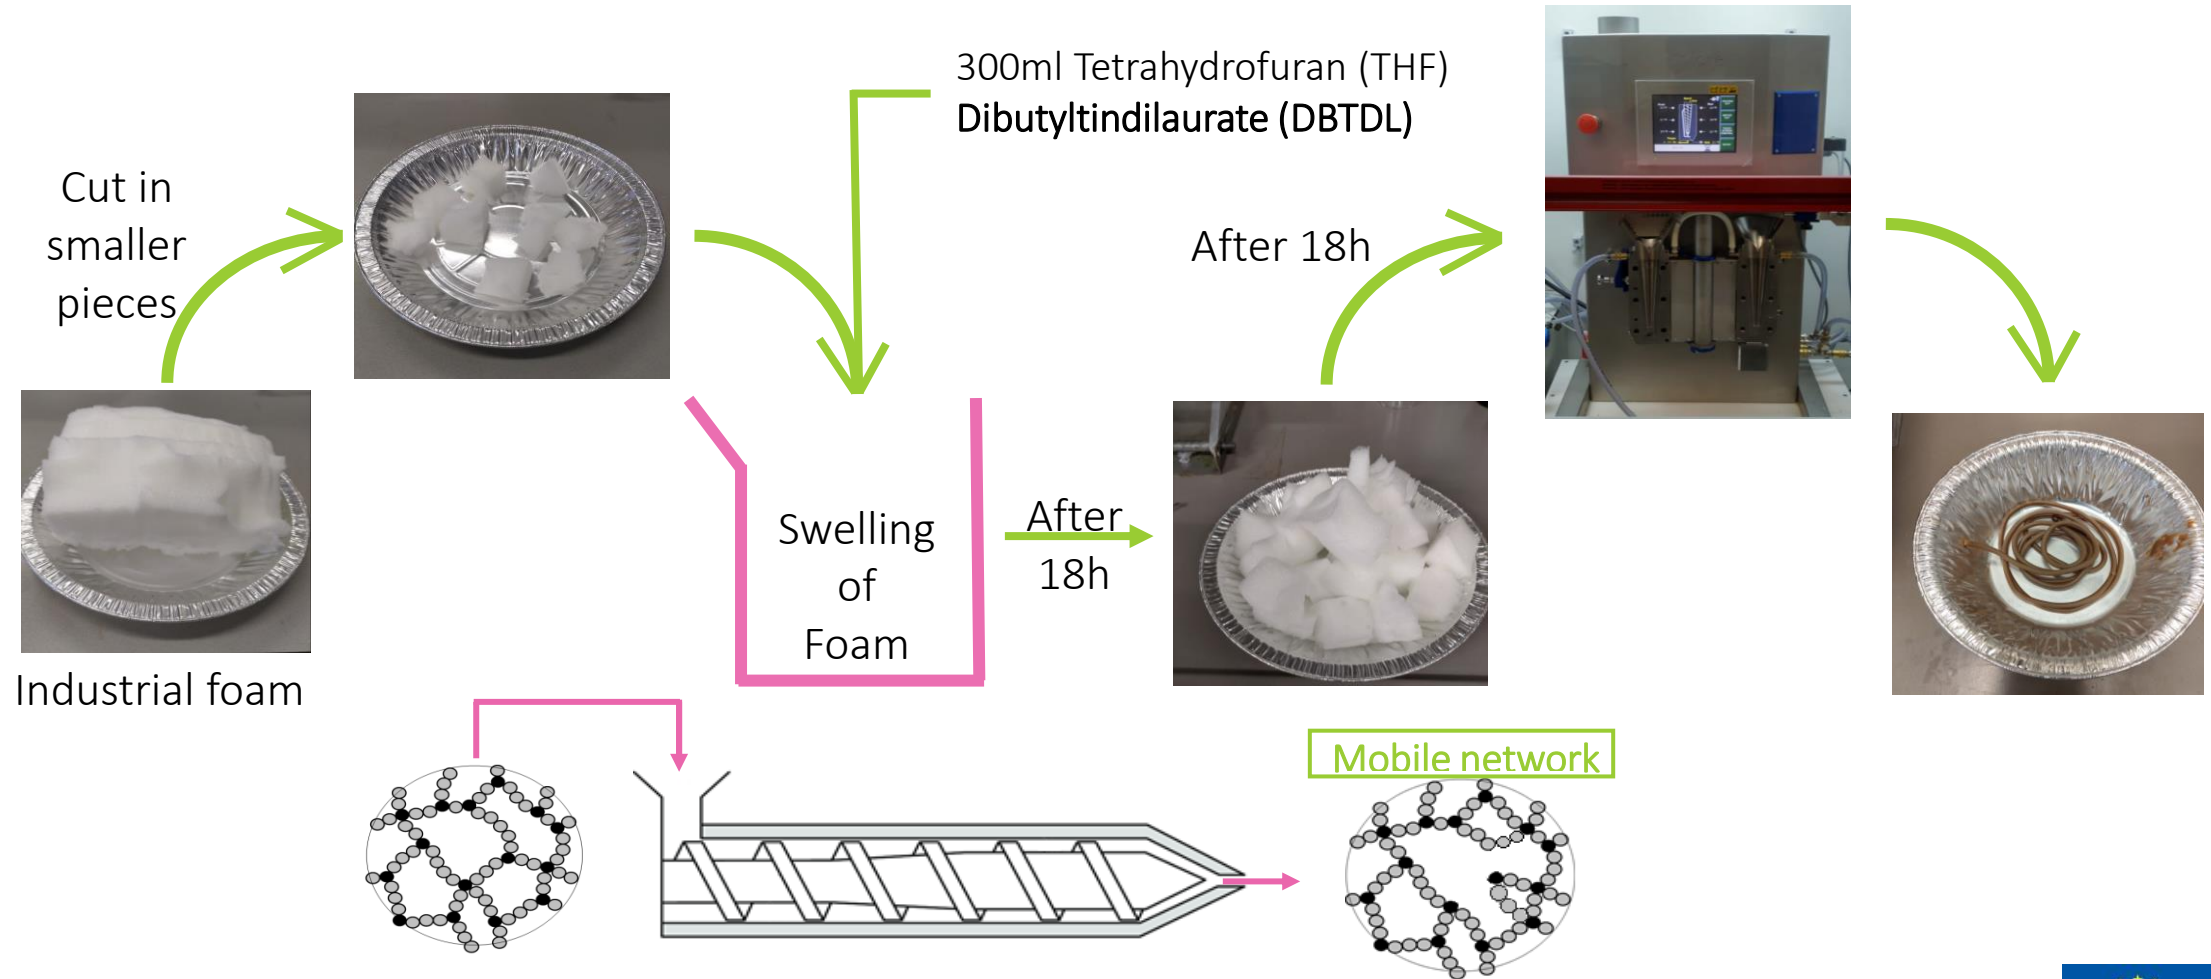 300ml Tetrahydrofuran (THF)
Dibutyltindilaurate (DBTDL)
Cut in
smaller
pieces
After 18h
Swelling
of
Foam
After
18h
Industrial foam
Mobile network